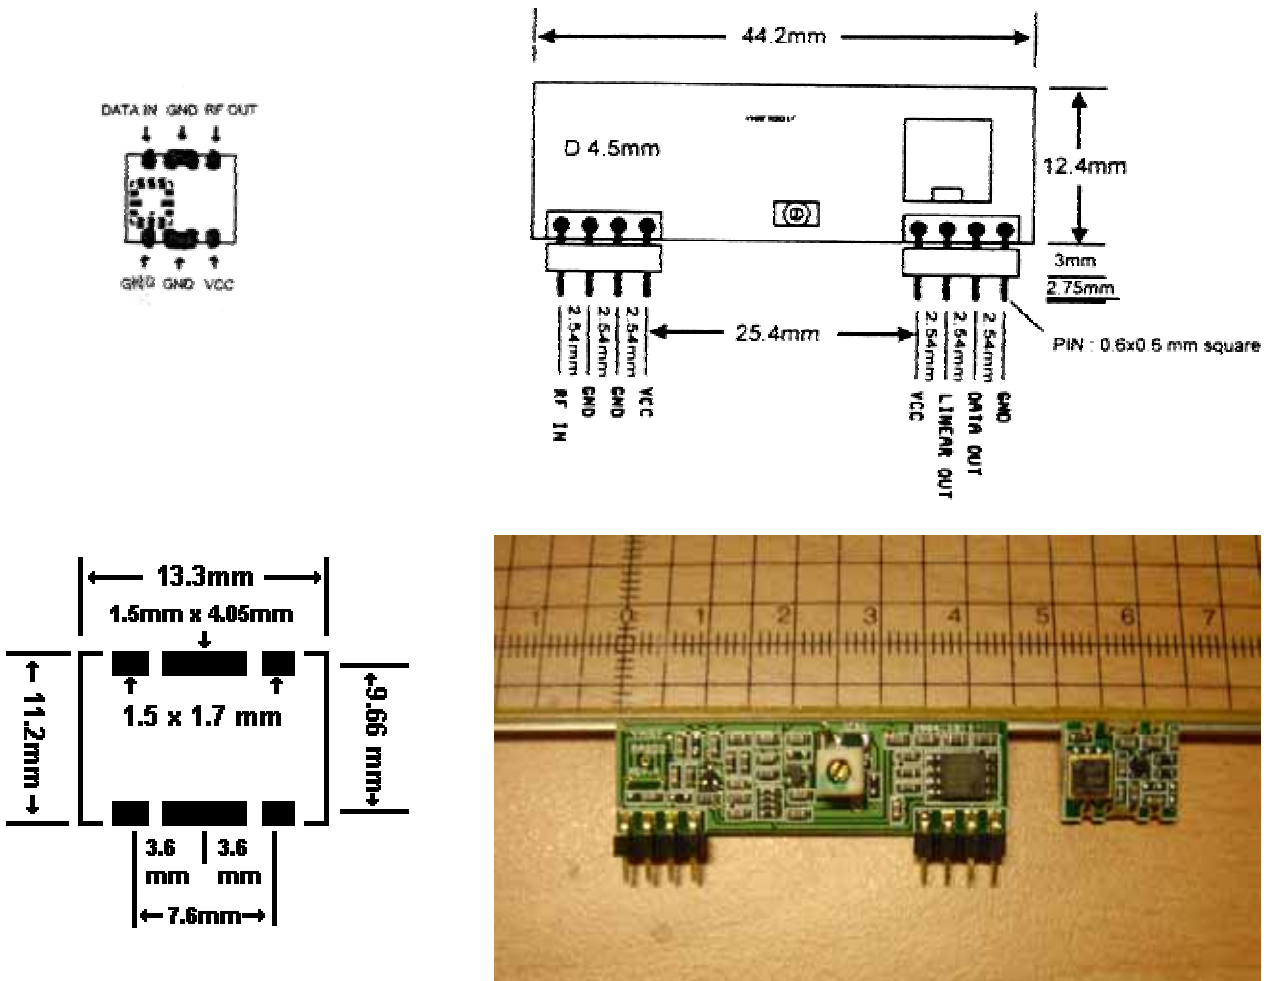 DATA IN GND RF OUT
GND GND VCC
44.2mm
D 4.5mm
12.4mm
3mm
2.75mm
2.54mm
2.54mm
2.54mm
25.4mm
2.54mm
2.54mm
2.54mm
PIN : 0.6x0.6 mm square
RF IN
GND
GND
VCC
VCC
LINEAR OUT
DATA OUT
GND
13.3mm
1.5mm x 4.05mm
11.2mm
9.66 mm
1.5 x 1.7 mm
3.6 mm
3.6 mm
7.6mm
1 0 1 2 3 4 5 6 7